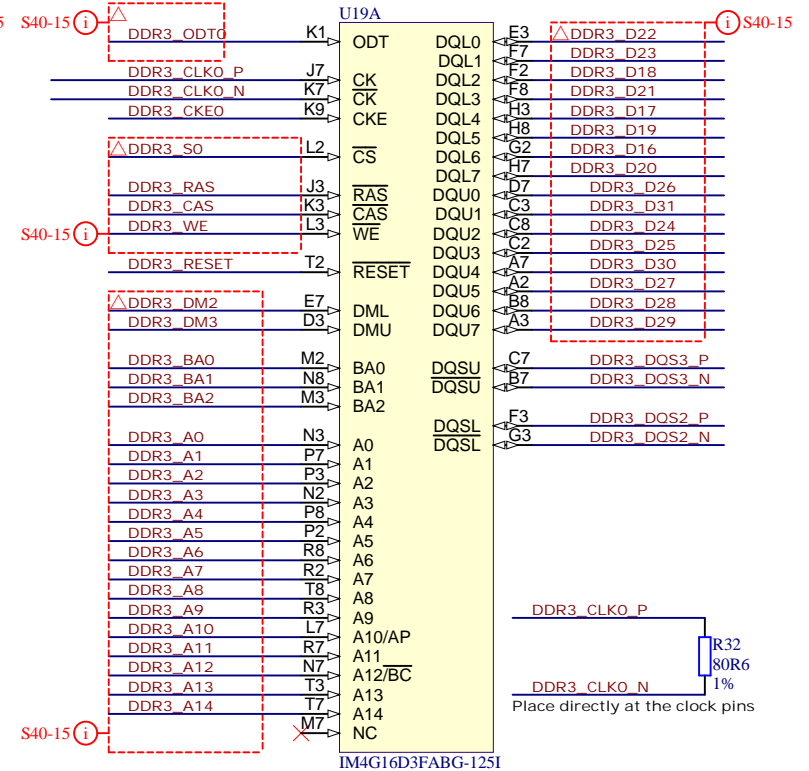 5 S40-15 i
U19A
i S40-15
DDR3_ODT0 K1 ODT DQL0 E3 DDR3_D22
DQL1 F7 DDR3_D23
DDR3_CLK0_P J7 CK DQL2 F2 DDR3_D18
DDR3_CLK0_N K7 CK DQL3 F8 DDR3_D21
DDR3_CKE0 K9 CKE DQL4 H3 DDR3_D17
DQL5 H8 DDR3_D19
DDR3_S0 L2 CS DQL6 G2 DDR3_D16
DQL7 H7 DDR3_D20
DDR3_RAS J3 RAS DQU0 D7 DDR3_D26
DDR3_CAS K3 CAS DQU1 C3 DDR3_D31
S40-15 i DDR3_WE L3 WE DQU2 C8 DDR3_D24
DQU3 C2 DDR3_D25
DDR3_RESET T2 RESET DQU4 A7 DDR3_D30
DQU5 A2 DDR3_D27
DDR3_DM2 E7 DML DQU6 B8 DDR3_D28
DDR3_DM3 D3 DMU DQU7 A3 DDR3_D29
DDR3_BA0 M2 BA0 DQSU C7 DDR3_DQS3_P
DDR3_BA1 N8 BA1 DQSU B7 DDR3_DQS3_N
DDR3_BA2 M3 BA2
DQSL F3 DDR3_DQS2_P
DDR3_A0 N3 A0 DQSL G3 DDR3_DQS2_N
DDR3_A1 P7 A1
DDR3_A2 P3 A2
DDR3_A3 N2 A3
DDR3_A4 P8 A4
DDR3_A5 P2 A5
DDR3_A6 R8 A6
DDR3_A7 R2 A7
DDR3_A8 T8 A8
DDR3_A9 R3 A9
DDR3_A10 L7 A10/AP
DDR3_A11 R7 A11
DDR3_A12 N7 A12/BC
DDR3_A13 T3 A13
DDR3_A14 T7 A14
S40-15 i M7 NC
DDR3_CLK0_P
R32
80R6
1%
DDR3_CLK0_N
Place directly at the clock pins
IM4G16D3FABG-125I